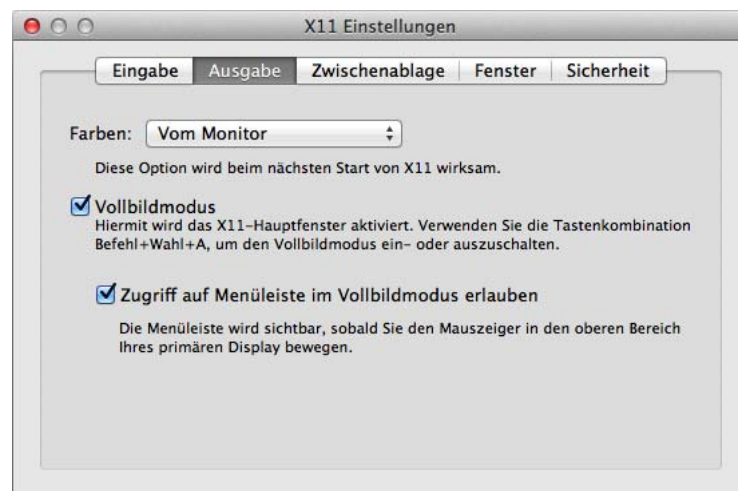 X11 Einstellungen
Eingabe Ausgabe Zwischenablage Fenster Sicherheit
Farben: Vom Monitor
Diese Option wird beim nächsten Start von X11 wirksam.
Vollbildmodus
Hiermit wird das X11-Hauptfenster aktiviert. Verwenden Sie die Tastenkombination
Befehl+Wahl+A, um den Vollbildmodus ein- oder auszuschalten.
Zugriff auf Menüleiste im Vollbildmodus erlauben
Die Menüleiste wird sichtbar, sobald Sie den Mauszeiger in den oberen Bereich
Ihres primären Display bewegen.